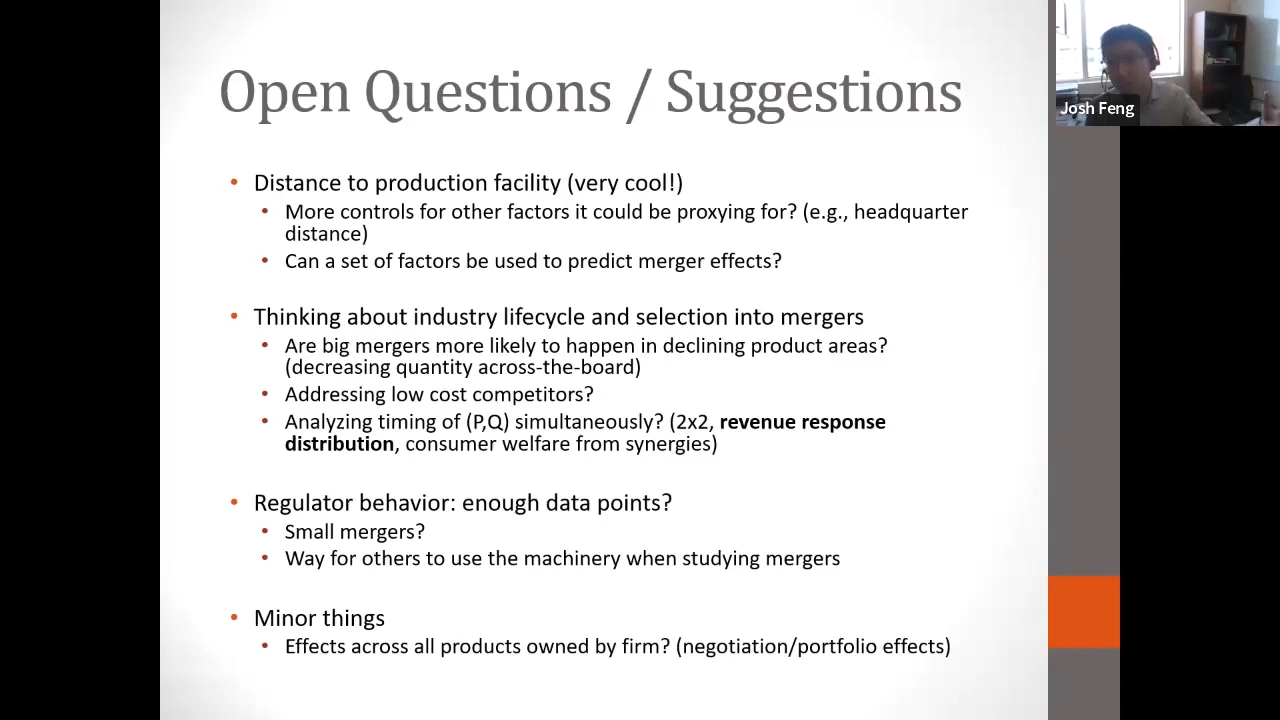 Open Questions / Suggestions
Josh Feng
• Distance to production facility (very cool!)
• More controls for other factors it could be proxying for? (e.g., headquarter
distance)
• Can a set of factors be used to predict merger effects?
• Thinking about industry lifecycle and selection into mergers
• Are big mergers more likely to happen in declining product areas?
(decreasing quantity across-the-board)
• Addressing low cost competitors?
• Analyzing timing of (P,Q) simultaneously? (2x2, revenue response
distribution, consumer welfare from synergies)
• Regulator behavior: enough data points?
• Small mergers?
• Way for others to use the machinery when studying mergers
• Minor things
• Effects across all products owned by firm? (negotiation/portfolio effects)